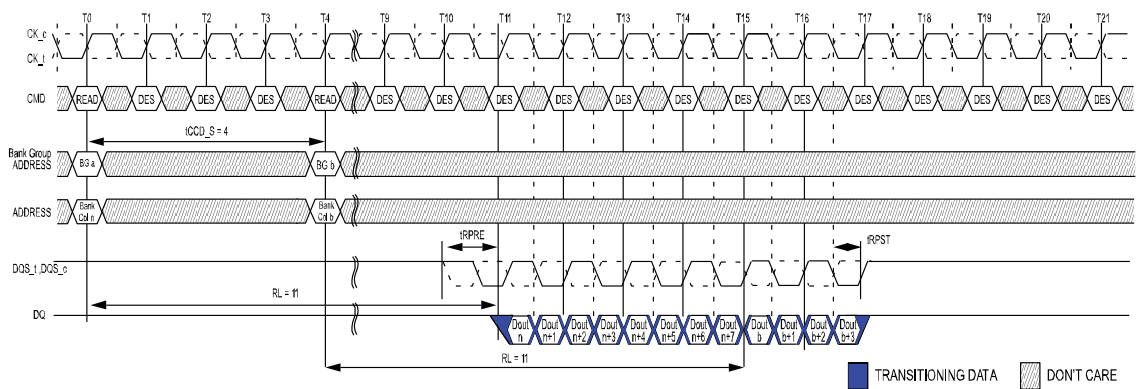 T0 T1 T2 T3 T4 T9 T10 T11 T12 T13 T14 T15 T16 T17 T18 T19 T20 T21
CK_c
CK_t
CMD READ DES DES DES READ DES DES DES DES DES DES DES DES DES DES DES DES DES
tCCD_S = 4
Bank Group
ADDRESS BG a BG b
ADDRESS Bank Col n Bank Col b
tRPRE tRPST
DQS_t,DQS_c
RL = 11
DQ Dout n Dout n+1 Dout n+2 Dout n+3 Dout n+4 Dout n+5 Dout n+6 Dout n+7 Dout b Dout b+1 Dout b+2 Dout b+3
RL = 11
TRANSITIONING DATA DON'T CARE